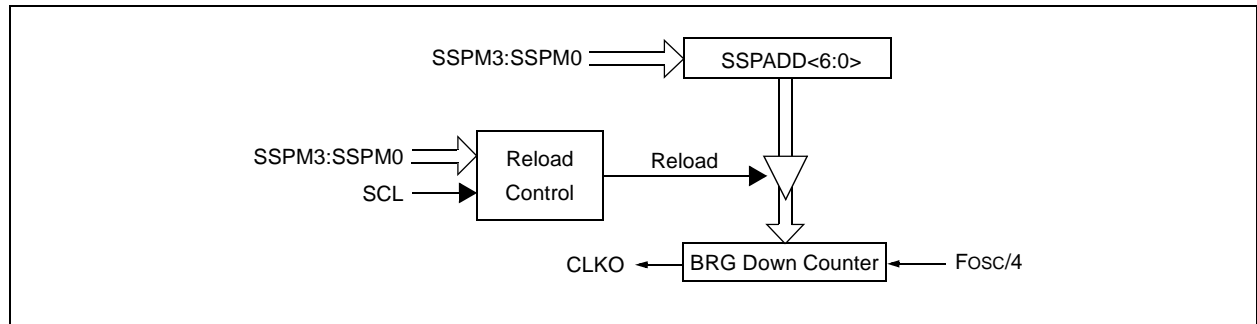 SSPM3:SSPM0
SSPADD<6:0>
SSPM3:SSPM0
SCL
Reload
Control
Reload
CLKO
BRG Down Counter
FOSC/4